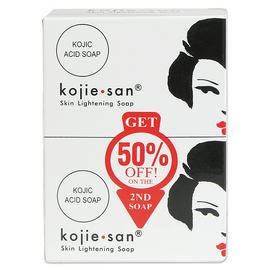 KOJIC
ACID SOAP
kojie•san®
Skin Lightening Soap
GET
50%
OFF!
ON THE
2ND
SOAP
KOJIC
ACID SOAP
kojie•san®
Skin Lightening Soap